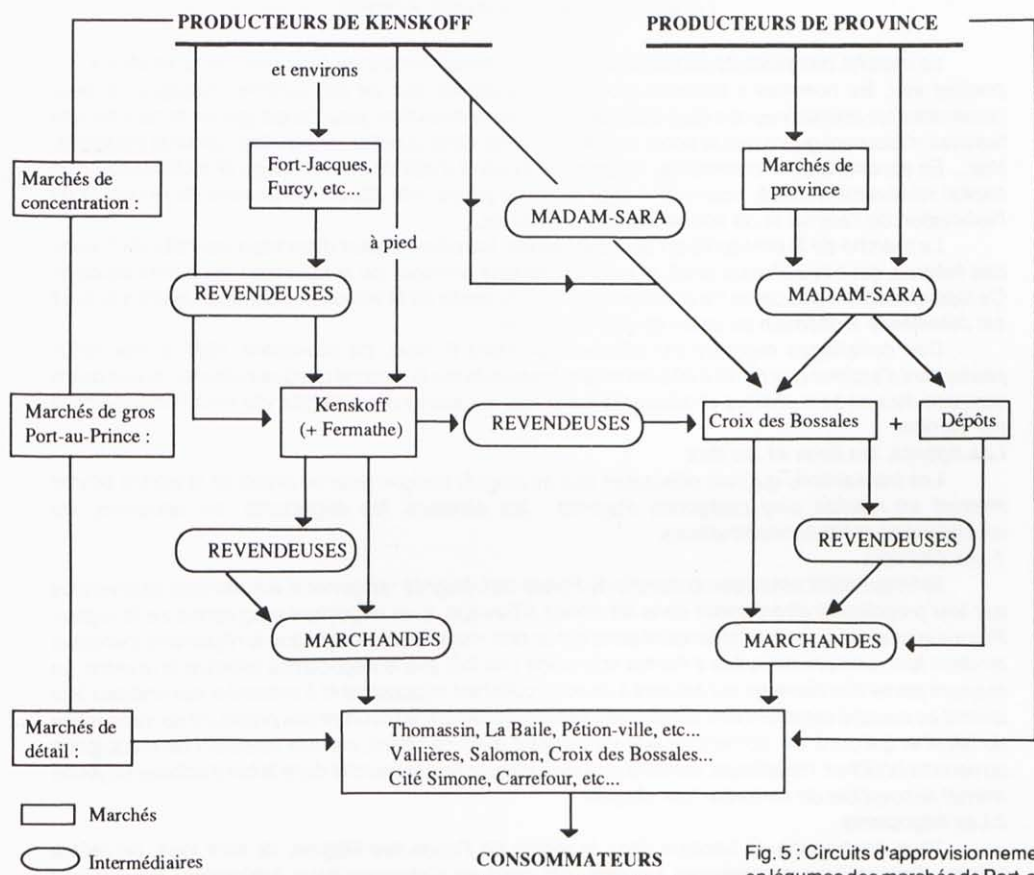 PRODUCTEURS DE KENSKOFF
PRODUCTEURS DE PROVINCE
et environs
Marchés de
concentration :
Fort-Jacques,
Furcy, etc...
Marchés de
province
MADAM-SARA
à pied
REVENDEUSES
MADAM-SARA
Marchés de gros
Port-au-Prince :
Kenskoff
(+ Fermathe)
REVENDEUSES
Croix des Bossales
+
Dépôts
REVENDEUSES
REVENDEUSES
MARCHANDES
MARCHANDES
Marchés de
détail :
Thomassin, La Baile, Pétion-ville, etc...
Vallières, Salomon, Croix des Bossales...
Cité Simone, Carrefour, etc...
Marchés
Intermédiaires
CONSOMMATEURS
Fig. 5 : Circuits d'approvisionneme
en légumes des marchés de Port-a